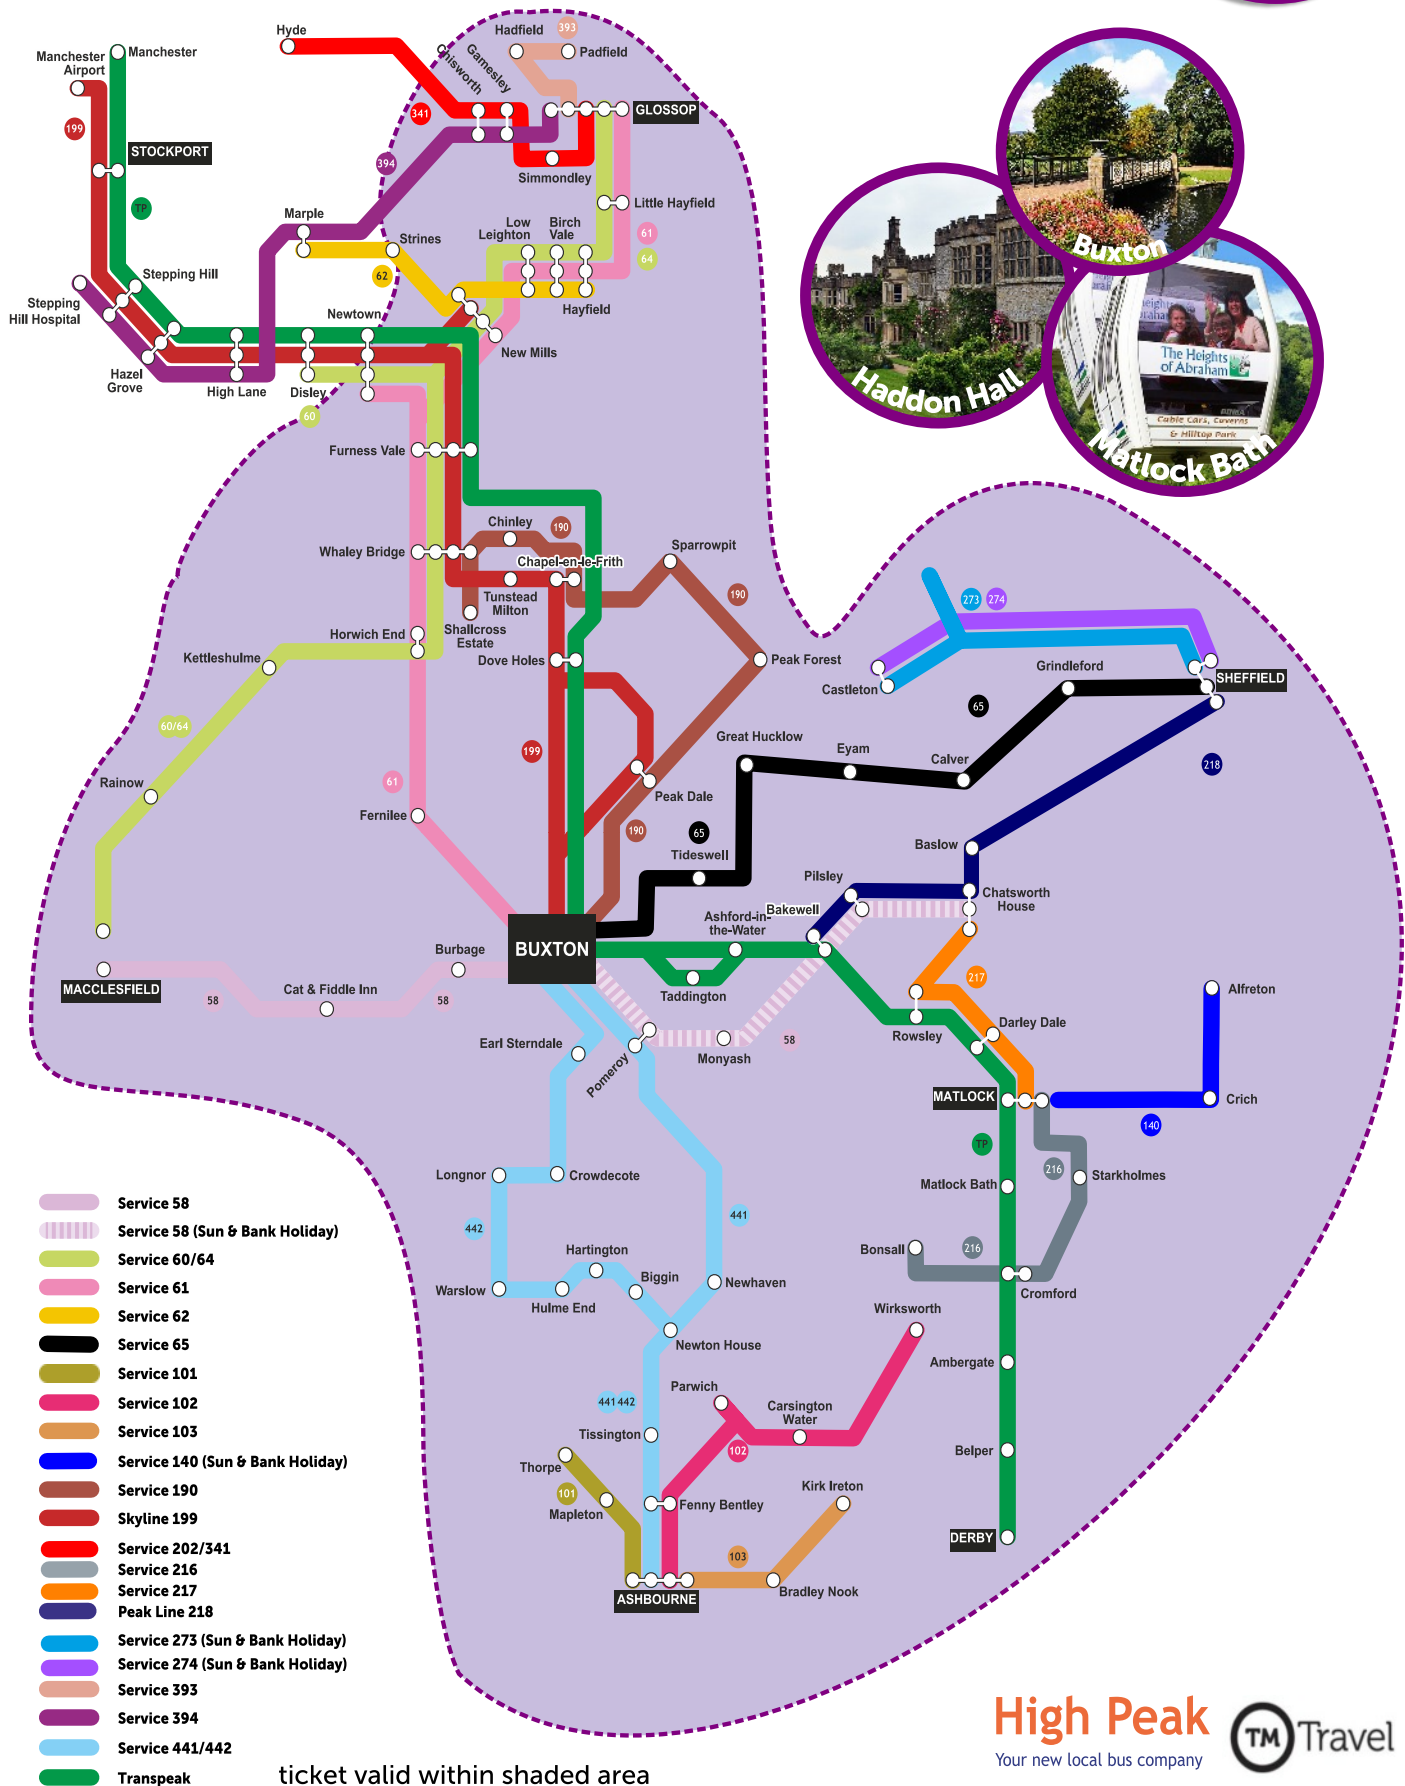 Hyde
Hadfield
393
Padfield
Manchester
Manchester
Airport
Chisworth
Gamesley
199
341
GLOSSOP
STOCKPORT
394
Simmondley
TP
Marple
Little Hayfield
Low
Leighton
Birch
Vale
Strines
61
64
62
Stepping Hill
Stepping
Hill Hospital
Newtown
Hayfield
New Mills
Hazel
Grove
High Lane
Disley
60
Furness Vale
Buxton
Haddon Hall
The Heights
of Abraham
Cable Cars, Caverns
& Hilltop Park
Matlock Bath
Chinley
190
Whaley Bridge
Chapel-en-le-Frith
Sparrowpit
Tunstead
Milton
190
273
274
Shallcross
Estate
Horwich End
Kettleshulme
Dove Holes
Peak Forest
Castleton
Grindleford
SHEFFIELD
65
60/64
199
Great Hucklow
Eyam
Calver
218
Rainow
61
Peak Dale
Fernilee
190
65
Tideswell
Baslow
Pilsley
Chatsworth
House
Bakewell
Ashford-in-
the-Water
BUXTON
Burbage
MACCLESFIELD
58
Cat & Fiddle Inn
58
Taddington
217
Alfreton
Rowsley
Darley Dale
Earl Sterndale
Pomeroy
Monyash
58
MATLOCK
Crich
140
TP
216
Starkholmes
Longnor
Crowdecote
Matlock Bath
442
441
Bonsall
216
Hartington
Biggin
Newhaven
Warslow
Hulme End
Cromford
Wirksworth
Newton House
Ambergate
Parwich
Carsington
Water
441 442
Tissington
102
Belper
Thorpe
101
Mapleton
Kirk Ireton
Fenny Bentley
DERBY
103
ASHBOURNE
Bradley Nook
Service 58
Service 58 (Sun & Bank Holiday)
Service 60/64
Service 61
Service 62
Service 65
Service 101
Service 102
Service 103
Service 140 (Sun & Bank Holiday)
Service 190
Skyline 199
Service 202/341
Service 216
Service 217
Peak Line 218
Service 273 (Sun & Bank Holiday)
Service 274 (Sun & Bank Holiday)
Service 393
Service 394
Service 441/442
Transpeak
ticket valid within shaded area
High Peak
Your new local bus company
TM Travel